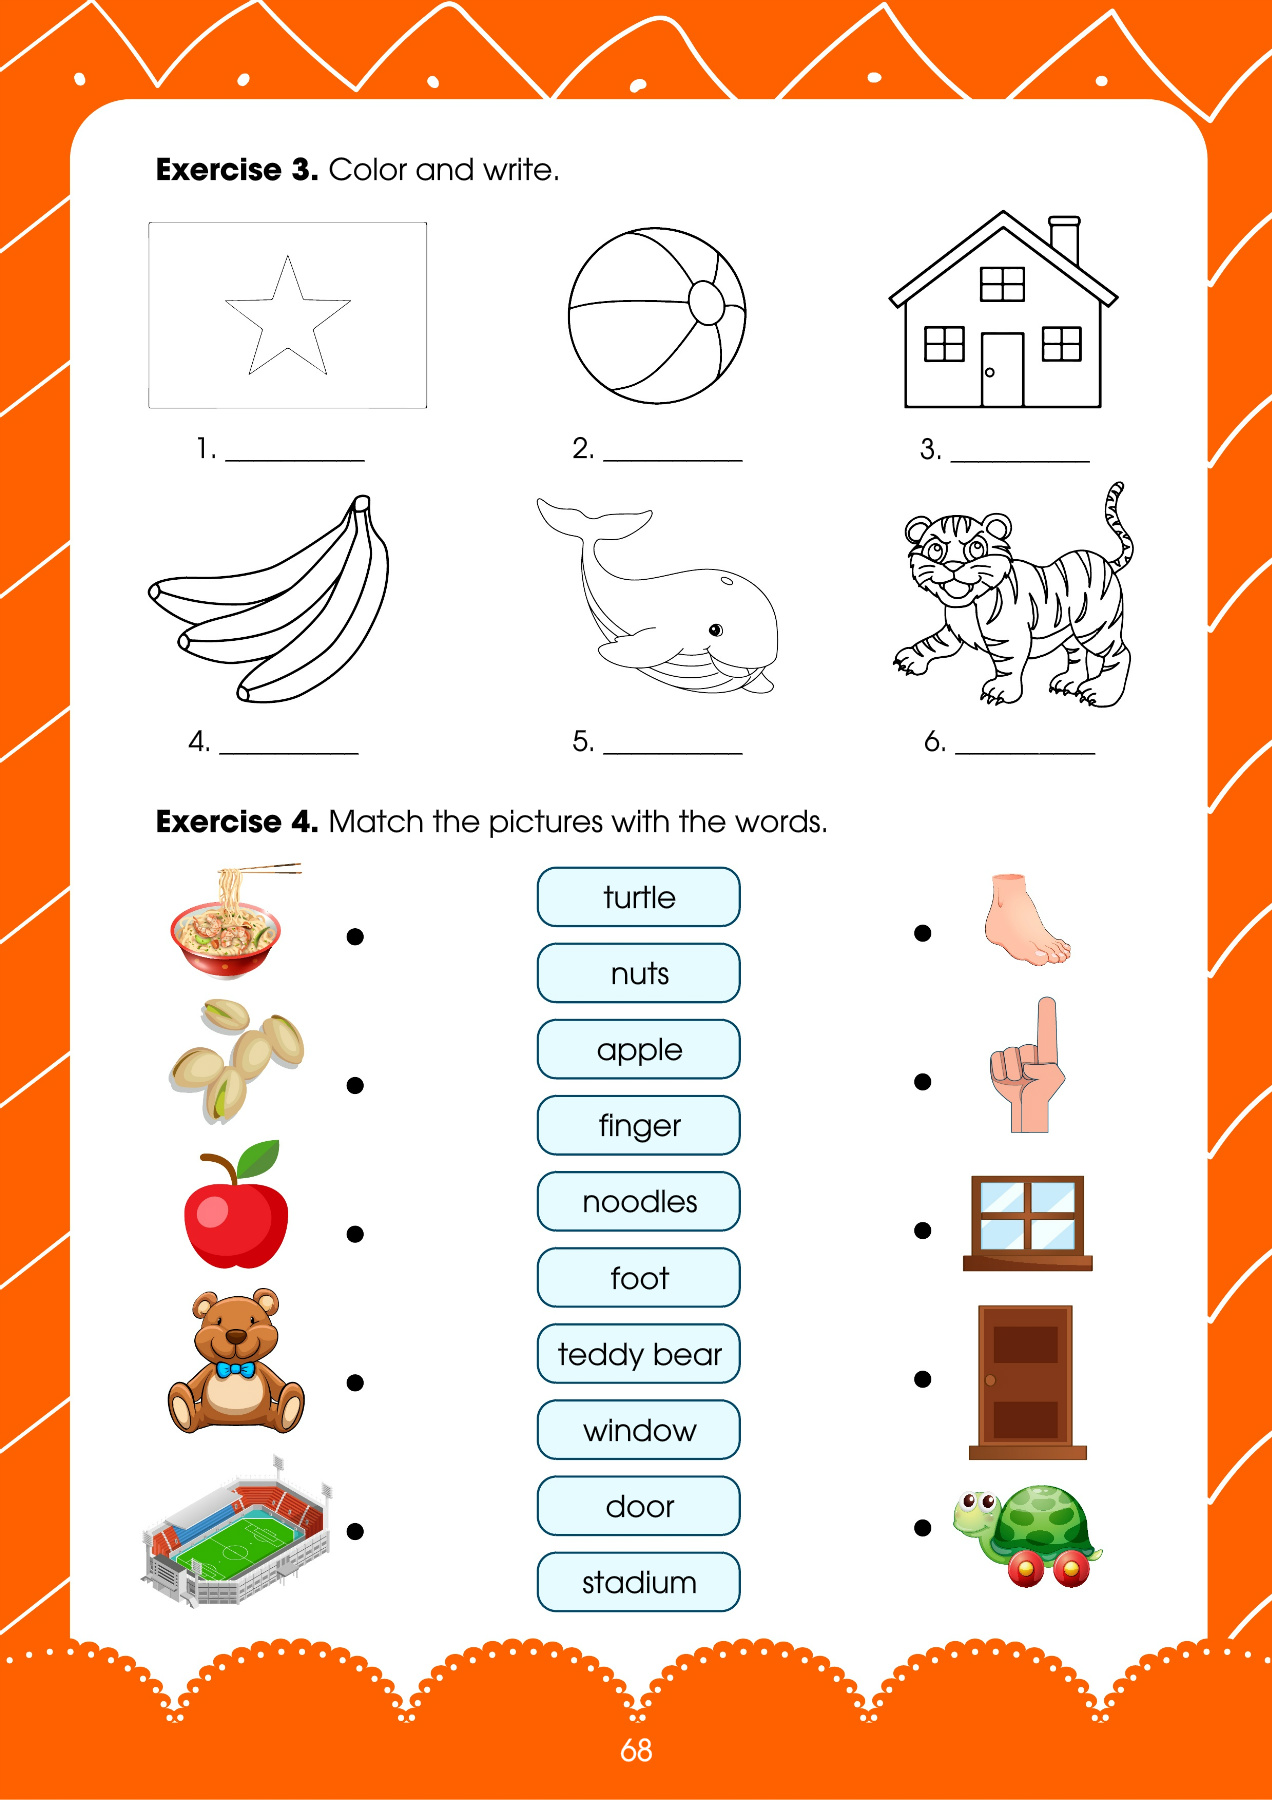 Exercise 3. Color and write.
1. __________
2. __________
3. __________
4. __________
5. __________
6. __________
Exercise 4. Match the pictures with the words.
turtle
nuts
apple
finger
noodles
foot
teddy bear
window
door
stadium
68